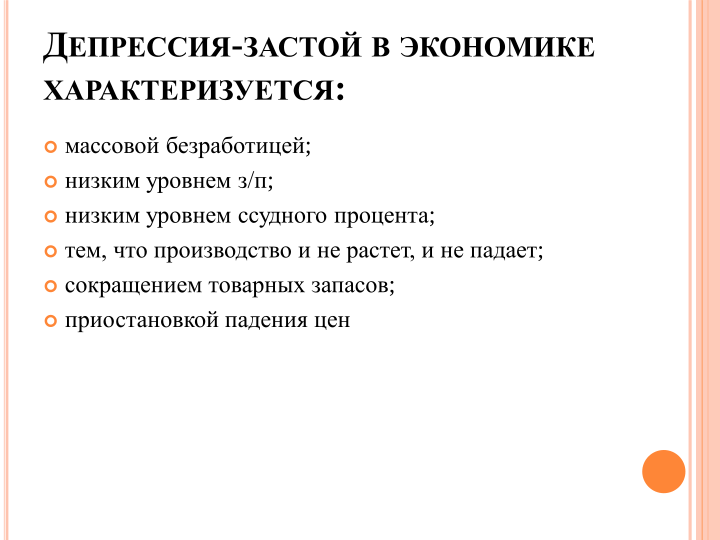 Депрессия-застой в экономике
характеризуется:
массовой безработицей;
низким уровнем з/п;
низким уровнем ссудного процента;
тем, что производство и не растет, и не падает;
сокращением товарных запасов;
приостановкой падения цен